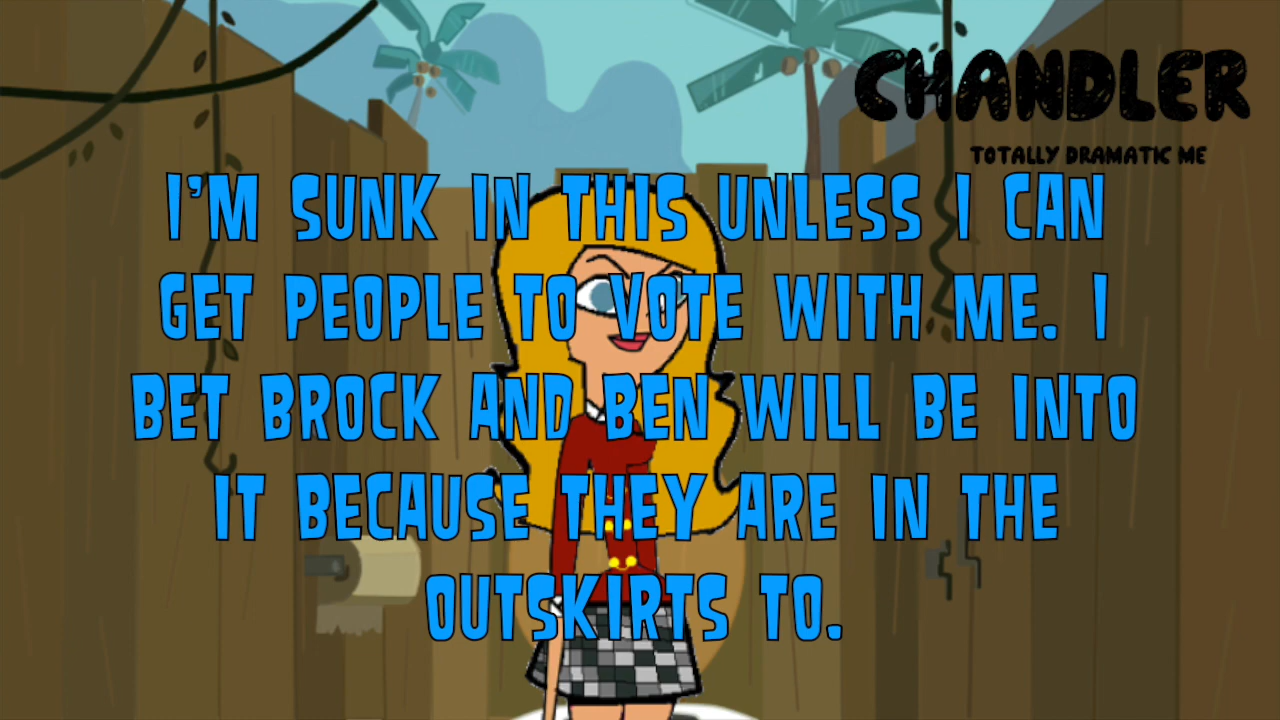 CHANDLER
TOTALLY DRAMATIC ME
I'M SUNK IN THIS UNLESS I CAN
GET PEOPLE TO VOTE WITH ME. I
BET BROCK AND BEN WILL BE INTO
IT BECAUSE THEY ARE IN THE
OUTSKIRTS TO.